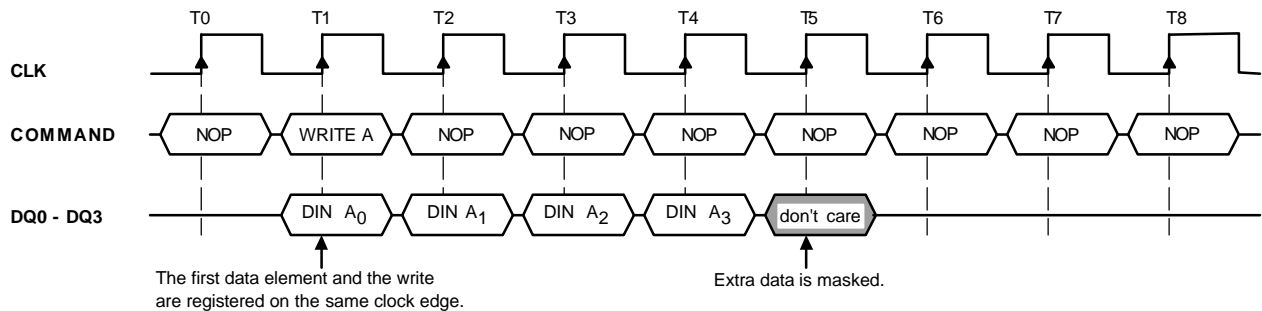 T0 T1 T2 T3 T4 T5 T6 T7 T8
CLK
COMMAND NOP WRITE A NOP NOP NOP NOP NOP NOP NOP
DQ0 - DQ3 DIN A0 DIN A1 DIN A2 DIN A3 don't care
The first data element and the write
are registered on the same clock edge.
Extra data is masked.